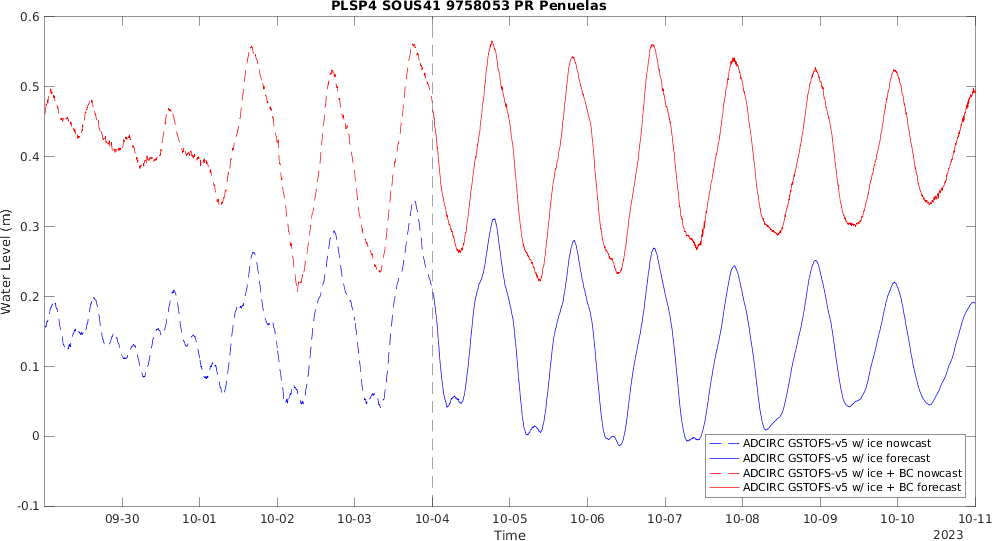 PLSP4 SOUS41 9758053 PR Penuelas
0.6
0.5
0.4
0.3
0.2
0.1
0
-0.1
Water Level (m)
ADCIRC GSTOFS-v5 w/ ice nowcast
ADCIRC GSTOFS-v5 w/ ice forecast
ADCIRC GSTOFS-v5 w/ ice + BC nowcast
ADCIRC GSTOFS-v5 w/ ice + BC forecast
09-30 10-01 10-02 10-03 10-04 10-05 10-06 10-07 10-08 10-09 10-10 10-11
Time
2023